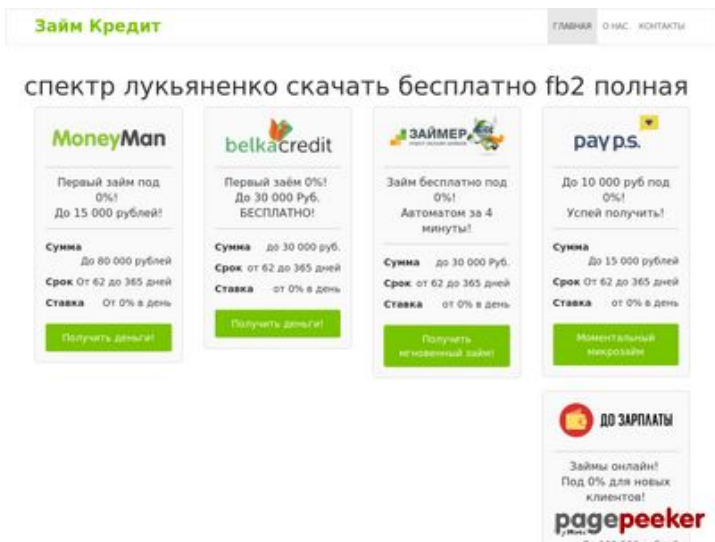 Займ Кредит
ГЛАВНАЯ О НАС КОНТАКТЫ
спектр лукьяненко скачать бесплатно fb2 полная
MoneyMan
Первый займ под
0%!
До 15 000 рублей!
Сумма
До 80 000 рублей
Срок От 62 до 365 дней
Ставка От 0% в день
Получить деньги!
belkacredit
Первый заём 0%!
До 30 000 Руб.
БЕСПЛАТНО!
Сумма до 30 000 руб.
Срок от 62 до 365 дней
Ставка от 0% в день
Получить деньги!
ЗАЙМЕР
Займ бесплатно под
0%!
Автоматом за 4
минуты!
Сумма до 30 000 Руб.
Срок от 62 до 365 дней
Ставка от 0% в день
Получить
мгновенный займ!
pay p.s.
До 10 000 руб под
0%!
Успей получить!
Сумма
До 15 000 рублей
Срок От 62 до 365 дней
Ставка от 0% в день
Моментальный
микрозайм
ДО ЗАРПЛАТЫ
Займы онлайн!
Под 0% для новых
клиентов!
pagepeeker